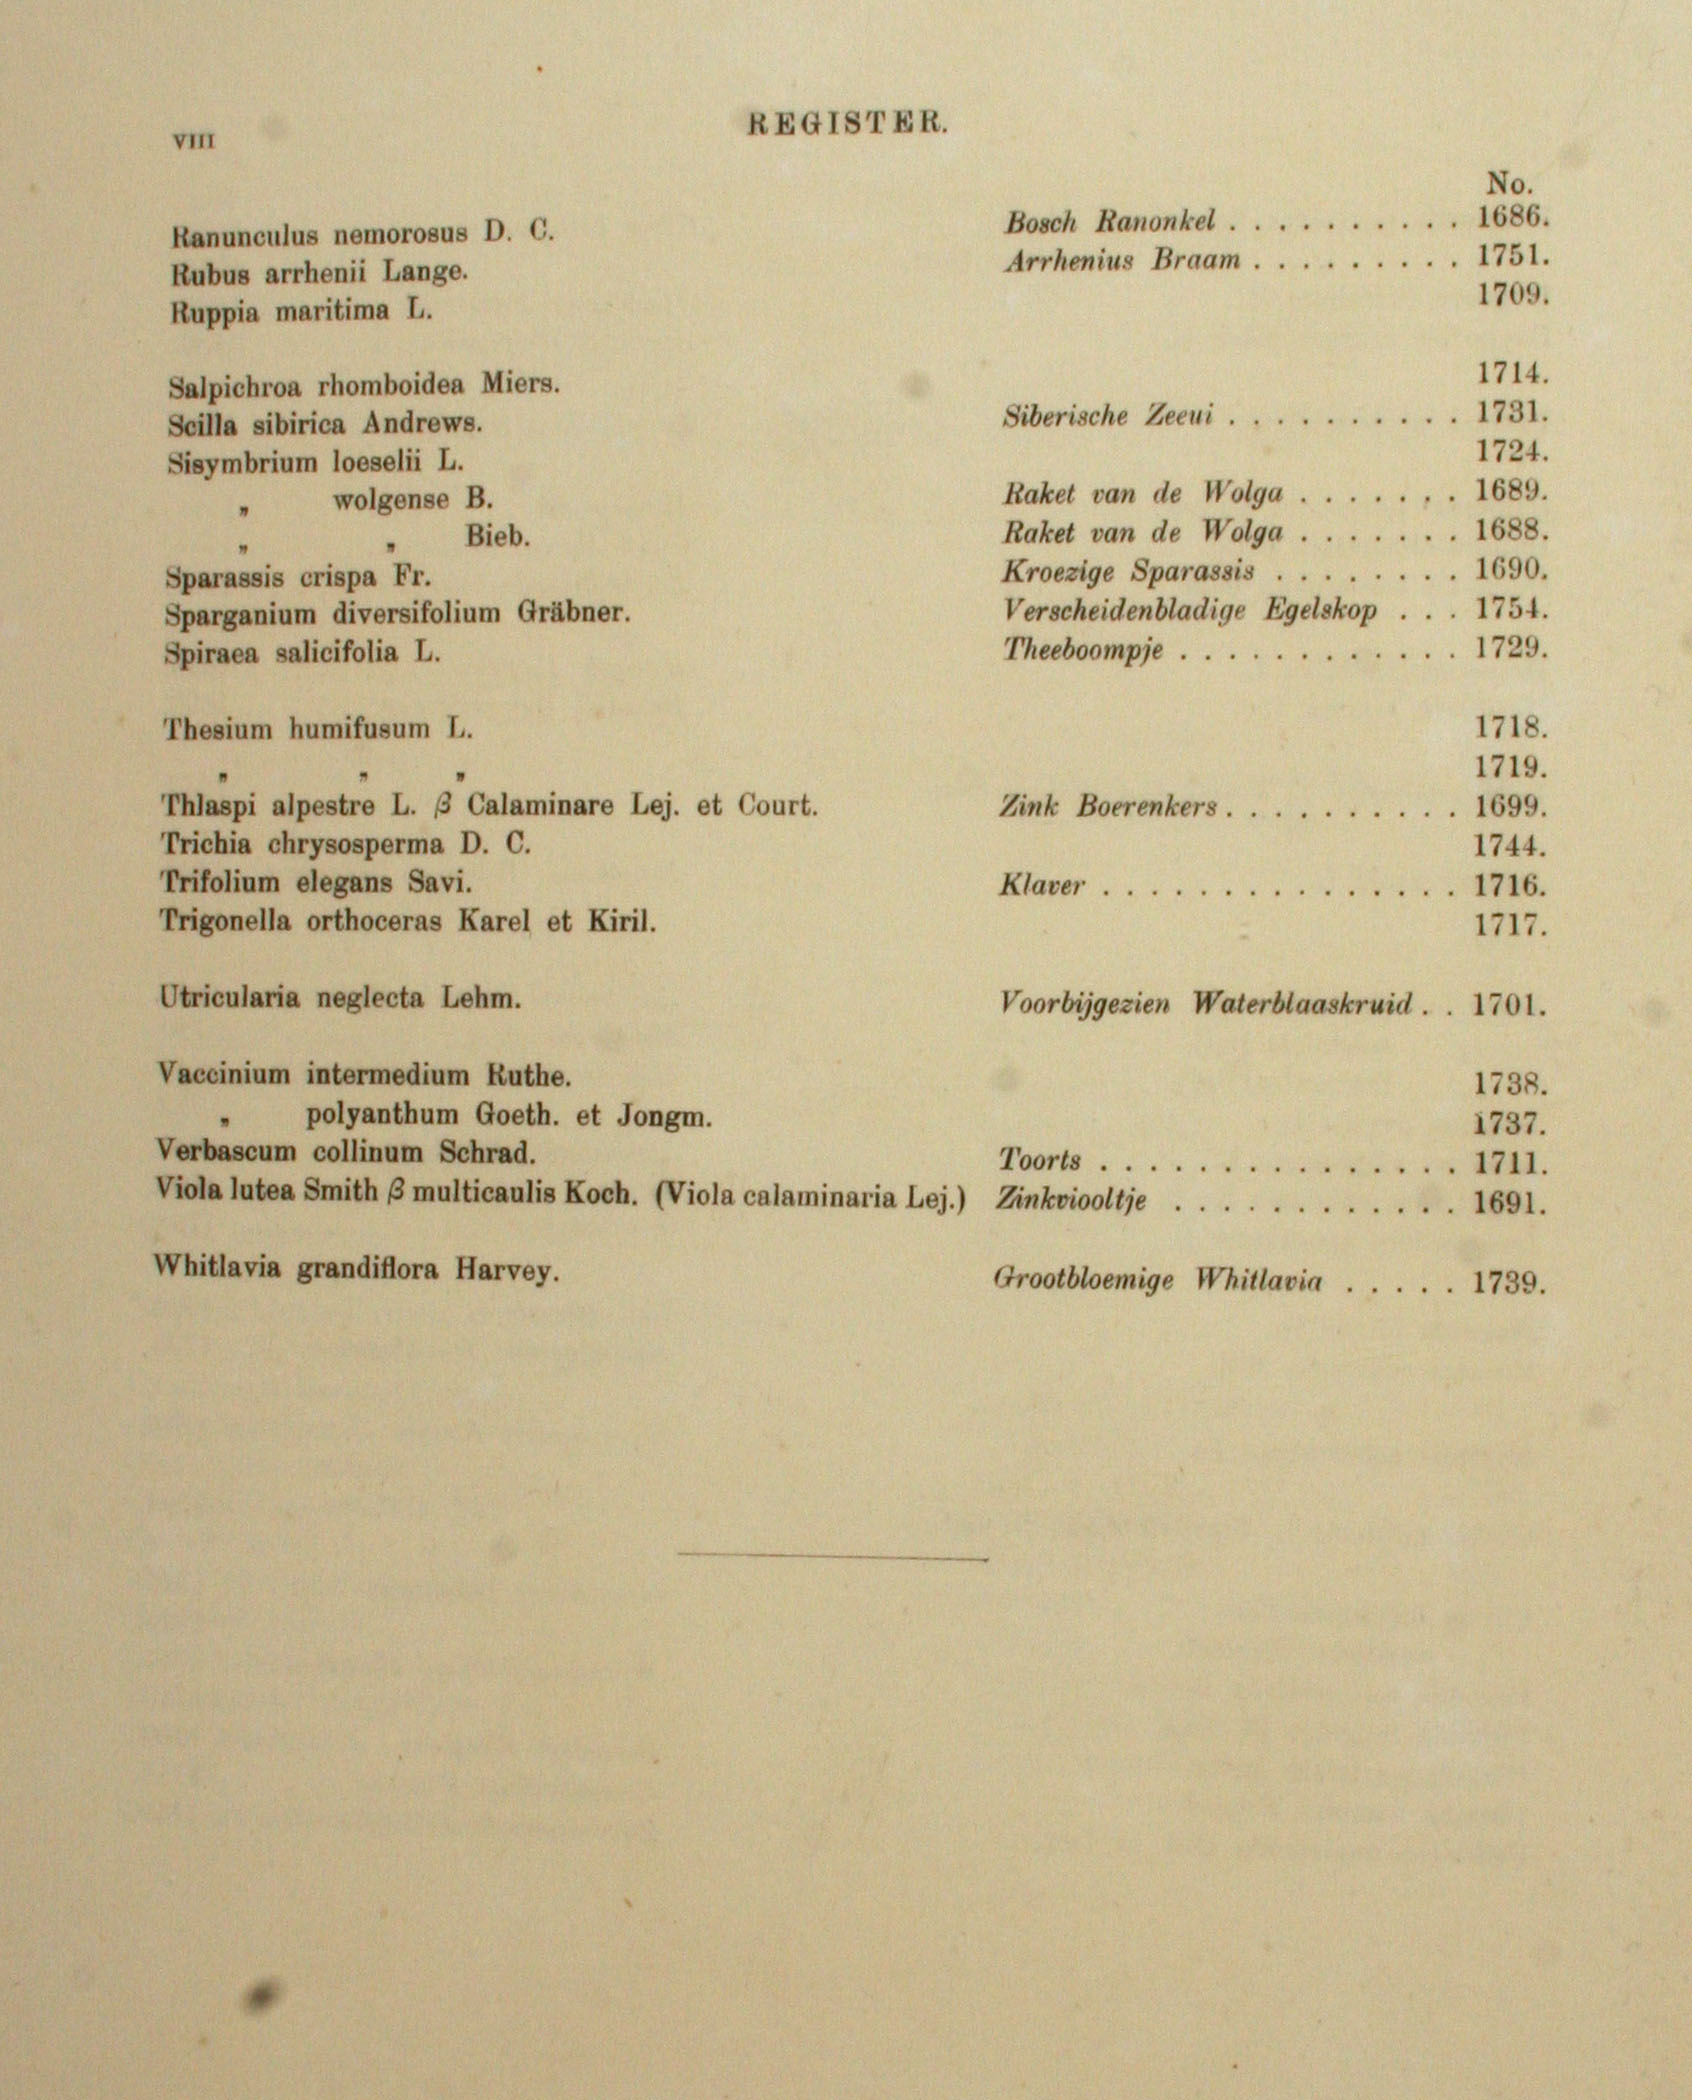 VIII
REGISTER.
No.
Ranunculus nemorosus D. C. Bosch Ranonkel . . . . . . . . . . 1686.
Rubus arrhenii Lange. Arrhenius Braam . . . . . . . . . 1751.
Ruppia maritima L. 1709.
Salpichroa rhomboidea Miers. 1714.
Scilla sibirica Andrews. Siberische Zeeui . . . . . . . . . . 1731.
Sisymbrium loeselii L. 1724.
„ wolgense B. Raket van de Wolga . . . . . . . 1689.
„ „ Bieb. Raket van de Wolga . . . . . . . 1688.
Sparassis crispa Fr. Kroezige Sparassis . . . . . . . . 1690.
Sparganium diversifolium Gräbner. Verscheidenbladige Egelskop . . . 1754.
Spiraea salicifolia L. Theeboompje . . . . . . . . . . . . 1729.
Thesium humifusum L. 1718.
„ „ „ 1719.
Thlaspi alpestre L. β Calaminare Lej. et Court. Zink Boerenkers . . . . . . . . . . 1699.
Trichia chrysosperma D. C. 1744.
Trifolium elegans Savi. Klaver . . . . . . . . . . . . . . . 1716.
Trigonella orthoceras Karel et Kiril. 1717.
Utricularia neglecta Lehm. Voorbijgezien Waterblaaskruid . . 1701.
Vaccinium intermedium Ruthe. 1738.
„ polyanthum Goeth. et Jongm. 1737.
Verbascum collinum Schrad. Toorts . . . . . . . . . . . . . . . 1711.
Viola lutea Smith β multicaulis Koch. (Viola calaminaria Lej.) Zinkviooltje . . . . . . . . . . . . 1691.
Whitlavia grandiflora Harvey. Grootbloemige Whitlavia . . . . . 1739.